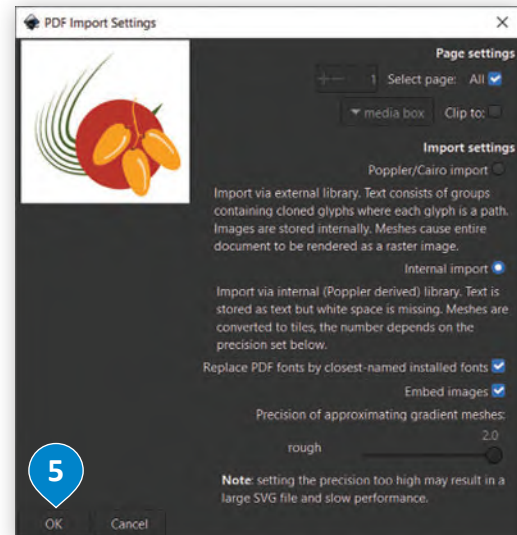 PDF Import Settings
Page settings
1 Select page: All
media box Clip to:
Import settings
Poppler/Cairo import
Import via external library. Text consists of groups
containing cloned glyphs where each glyph is a path.
Images are stored internally. Meshes cause entire
document to be rendered as a raster image.
Internal import
Import via internal (Poppler derived) library. Text is
stored as text but white space is missing. Meshes are
converted to tiles, the number depends on the
precision set below.
Replace PDF fonts by closest-named installed fonts
Embed images
Precision of approximating gradient meshes:
2.0
rough
Note: setting the precision too high may result in a
large SVG file and slow performance.
5
OK Cancel